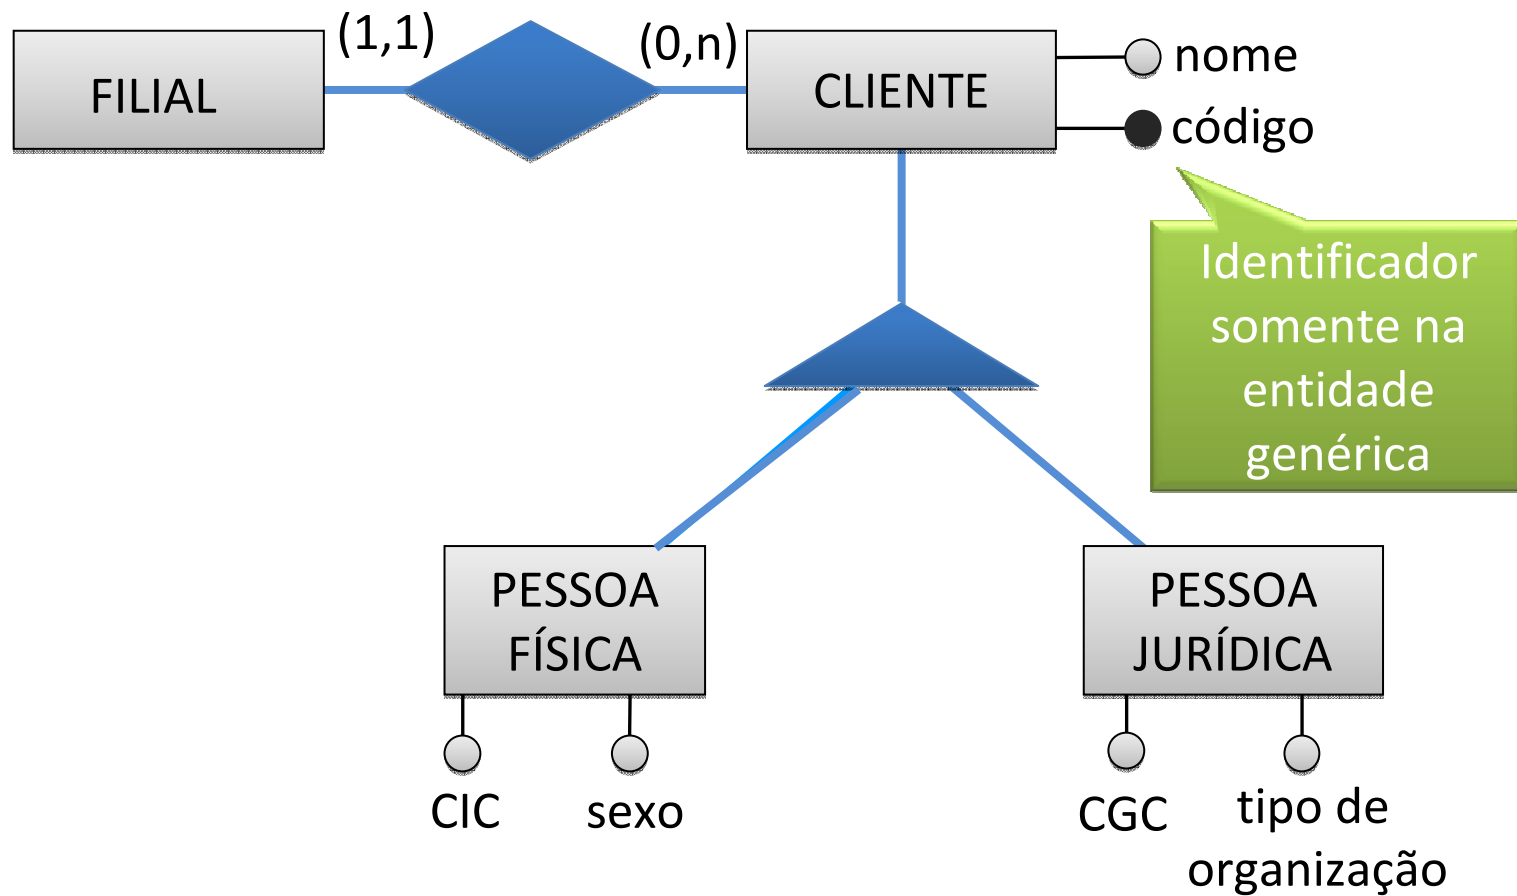 FILIAL
(1,1)
(0,n)
CLIENTE
nome
código
Identificador
somente na
entidade
genérica
PESSOA
FÍSICA
PESSOA
JURÍDICA
CIC
sexo
CGC
tipo de
organização